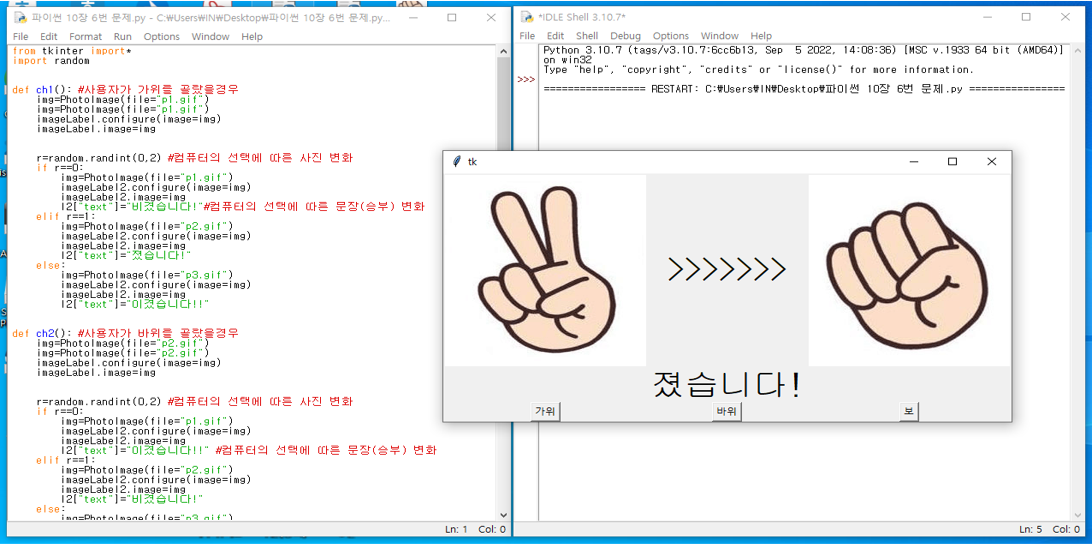 파이썬 10장 6번 문제.py - C:\Users\IN\Desktop\파이썬 10장 6번 문제.py...
File Edit Format Run Options Window Help
from tkinter import*
import random
def ch1(): #사용자가 가위를 골랐을경우
img=PhotoImage(file="p1.gif")
img=PhotoImage(file="p1.gif")
imageLabel.configure(image=img)
imageLabel.image=img
r=random.randint(0,2) #컴퓨터의 선택에 따른 사진 변화
if r==0:
img=PhotoImage(file="p1.gif")
imageLabel2.configure(image=img)
imageLabel2.image=img
l2["text"]="비겼습니다!"#컴퓨터의 선택에 따른 문장(승부) 변화
elif r==1:
img=PhotoImage(file="p2.gif")
imageLabel2.configure(image=img)
imageLabel2.image=img
l2["text"]="졌습니다!"
else:
img=PhotoImage(file="p3.gif")
imageLabel2.configure(image=img)
imageLabel2.image=img
l2["text"]="이겼습니다!!"
def ch2(): #사용자가 바위를 골랐을경우
img=PhotoImage(file="p2.gif")
img=PhotoImage(file="p2.gif")
imageLabel.configure(image=img)
imageLabel.image=img
r=random.randint(0,2) #컴퓨터의 선택에 따른 사진 변화
if r==0:
img=PhotoImage(file="p1.gif")
imageLabel2.configure(image=img)
imageLabel2.image=img
l2["text"]="이겼습니다!!" #컴퓨터의 선택에 따른 문장(승부) 변화
elif r==1:
img=PhotoImage(file="p2.gif")
imageLabel2.configure(image=img)
imageLabel2.image=img
l2["text"]="비겼습니다!"
else:
img=PhotoImage(file="p3.gif")
Ln: 1 Col: 0
*IDLE Shell 3.10.7*
File Edit Shell Debug Options Window Help
Python 3.10.7 (tags/v3.10.7:6cc6b13, Sep 5 2022, 14:08:36) [MSC v.1933 64 bit (AMD64)]
on win32
Type "help", "copyright", "credits" or "license()" for more information.
>>>
================= RESTART: C:\Users\IN\Desktop\파이썬 10장 6번 문제.py ================
tk
>>>>>>>
졌습니다!
가위 바위 보
Ln: 5 Col: 0